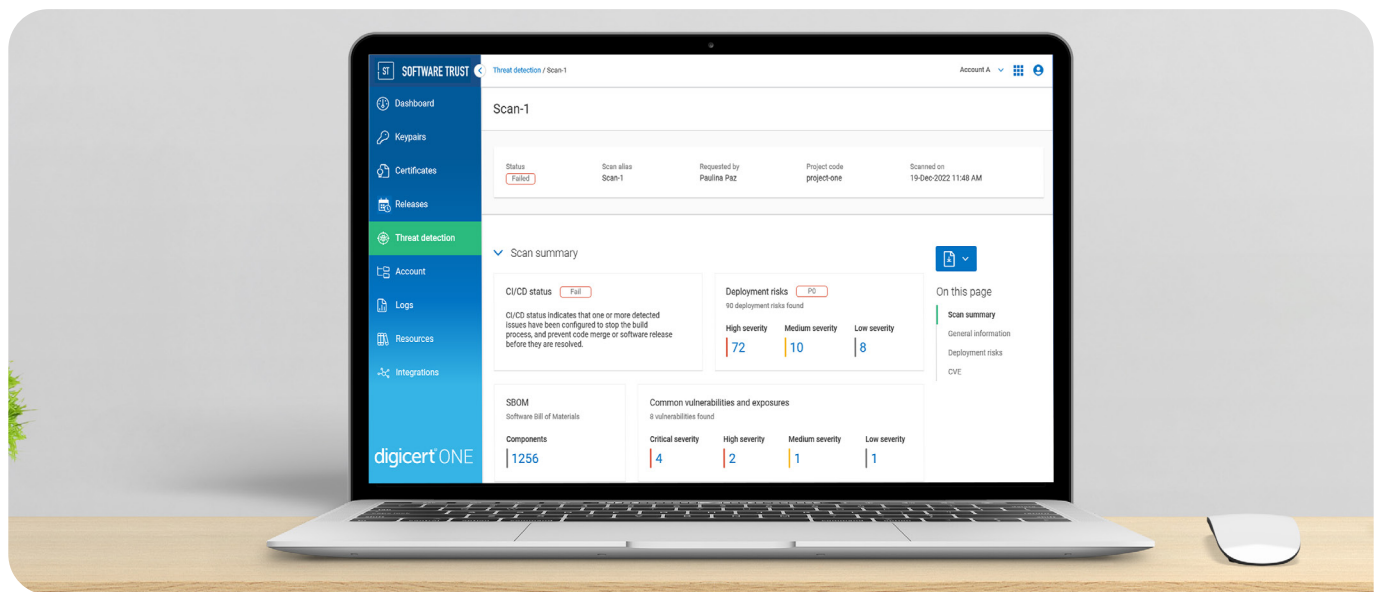 ST SOFTWARE TRUST
Threat detection / Scan-1
Account A
Dashboard
Keypairs
Certificates
Releases
Threat detection
Account
Logs
Resources
Integrations
digicert® ONE
Scan-1
Status
Scan alias
Requested by
Project code
Scanned on
Failed
Scan-1
Paulina Paz
project-one
19-Dec-2022 11:48 AM
Scan summary
CI/CD status Fail
CI/CD status indicates that one or more detected
issues have been configured to stop the build
process, and prevent code merge or software release
before they are resolved.
Deployment risks P0
90 deployment risks found
High severity
Medium severity
Low severity
72
10
8
SBOM
Software Bill of Materials
Components
1256
Common vulnerabilities and exposures
8 vulnerabilities found
Critical severity
High severity
Medium severity
Low severity
4
2
1
1
On this page
Scan summary
General information
Deployment risks
CVE